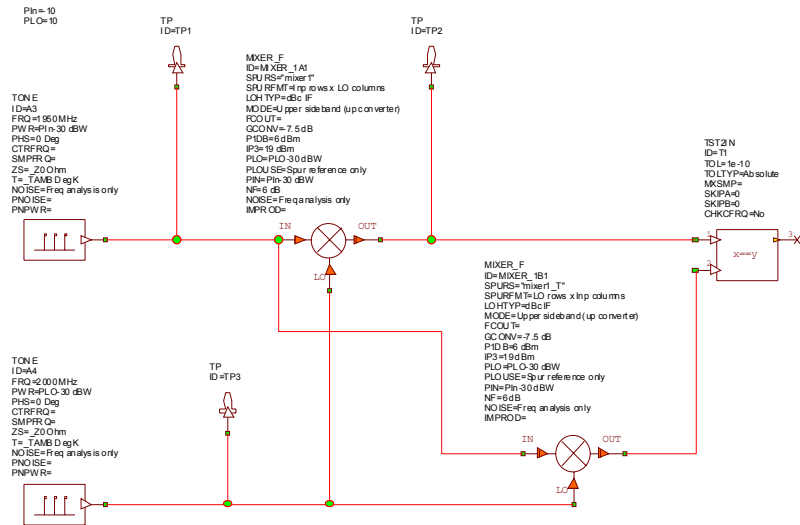 PIn=-10
PLO=10
TP
ID=TP1
TP
ID=TP2
MIXER_F
ID=MIXER_1A1
SPURS="mixer1"
SPURFMT=Inp rows x LO columns
LOHTYP=dBc IF
MODE=Upper sideband (up converter)
FCOUT=
GCONV=-7.5 dB
P1DB=6 dBm
IP3=19 dBm
PLO=PLO-30 dBW
PLOUSE=Spur reference only
PIN=PIn-30 dBW
NF=6 dB
NOISE=Freq analysis only
IMPROD=
TONE
ID=A3
FRQ=1950 MHz
PWR=PIn-30 dBW
PHS=0 Deg
CTRFRQ=
SMPFRQ=
ZS=_Z0 Ohm
T=_TAMB DegK
NOISE=Freq analysis only
PNOISE=
PNPWR=
TST2IN
ID=T1
TOL=1e-10
TOLTYP=Absolute
MXSMP=
SKIPA=0
SKIPB=0
CHKCFRQ=No
IN
OUT
LO
1
2
3
x==y
MIXER_F
ID=MIXER_1B1
SPURS="mixer1_T"
SPURFMT=LO rows x Inp columns
LOHTYP=dBc IF
MODE=Upper sideband (up converter)
FCOUT=
GCONV=-7.5 dB
P1DB=6 dBm
IP3=19 dBm
PLO=PLO-30 dBW
PLOUSE=Spur reference only
PIN=PIn-30 dBW
NF=6 dB
NOISE=Freq analysis only
IMPROD=
IN
OUT
LO
TONE
ID=A4
FRQ=2000 MHz
PWR=PLO-30 dBW
PHS=0 Deg
CTRFRQ=
SMPFRQ=
ZS=_Z0 Ohm
T=_TAMB DegK
NOISE=Freq analysis only
PNOISE=
PNPWR=
TP
ID=TP3